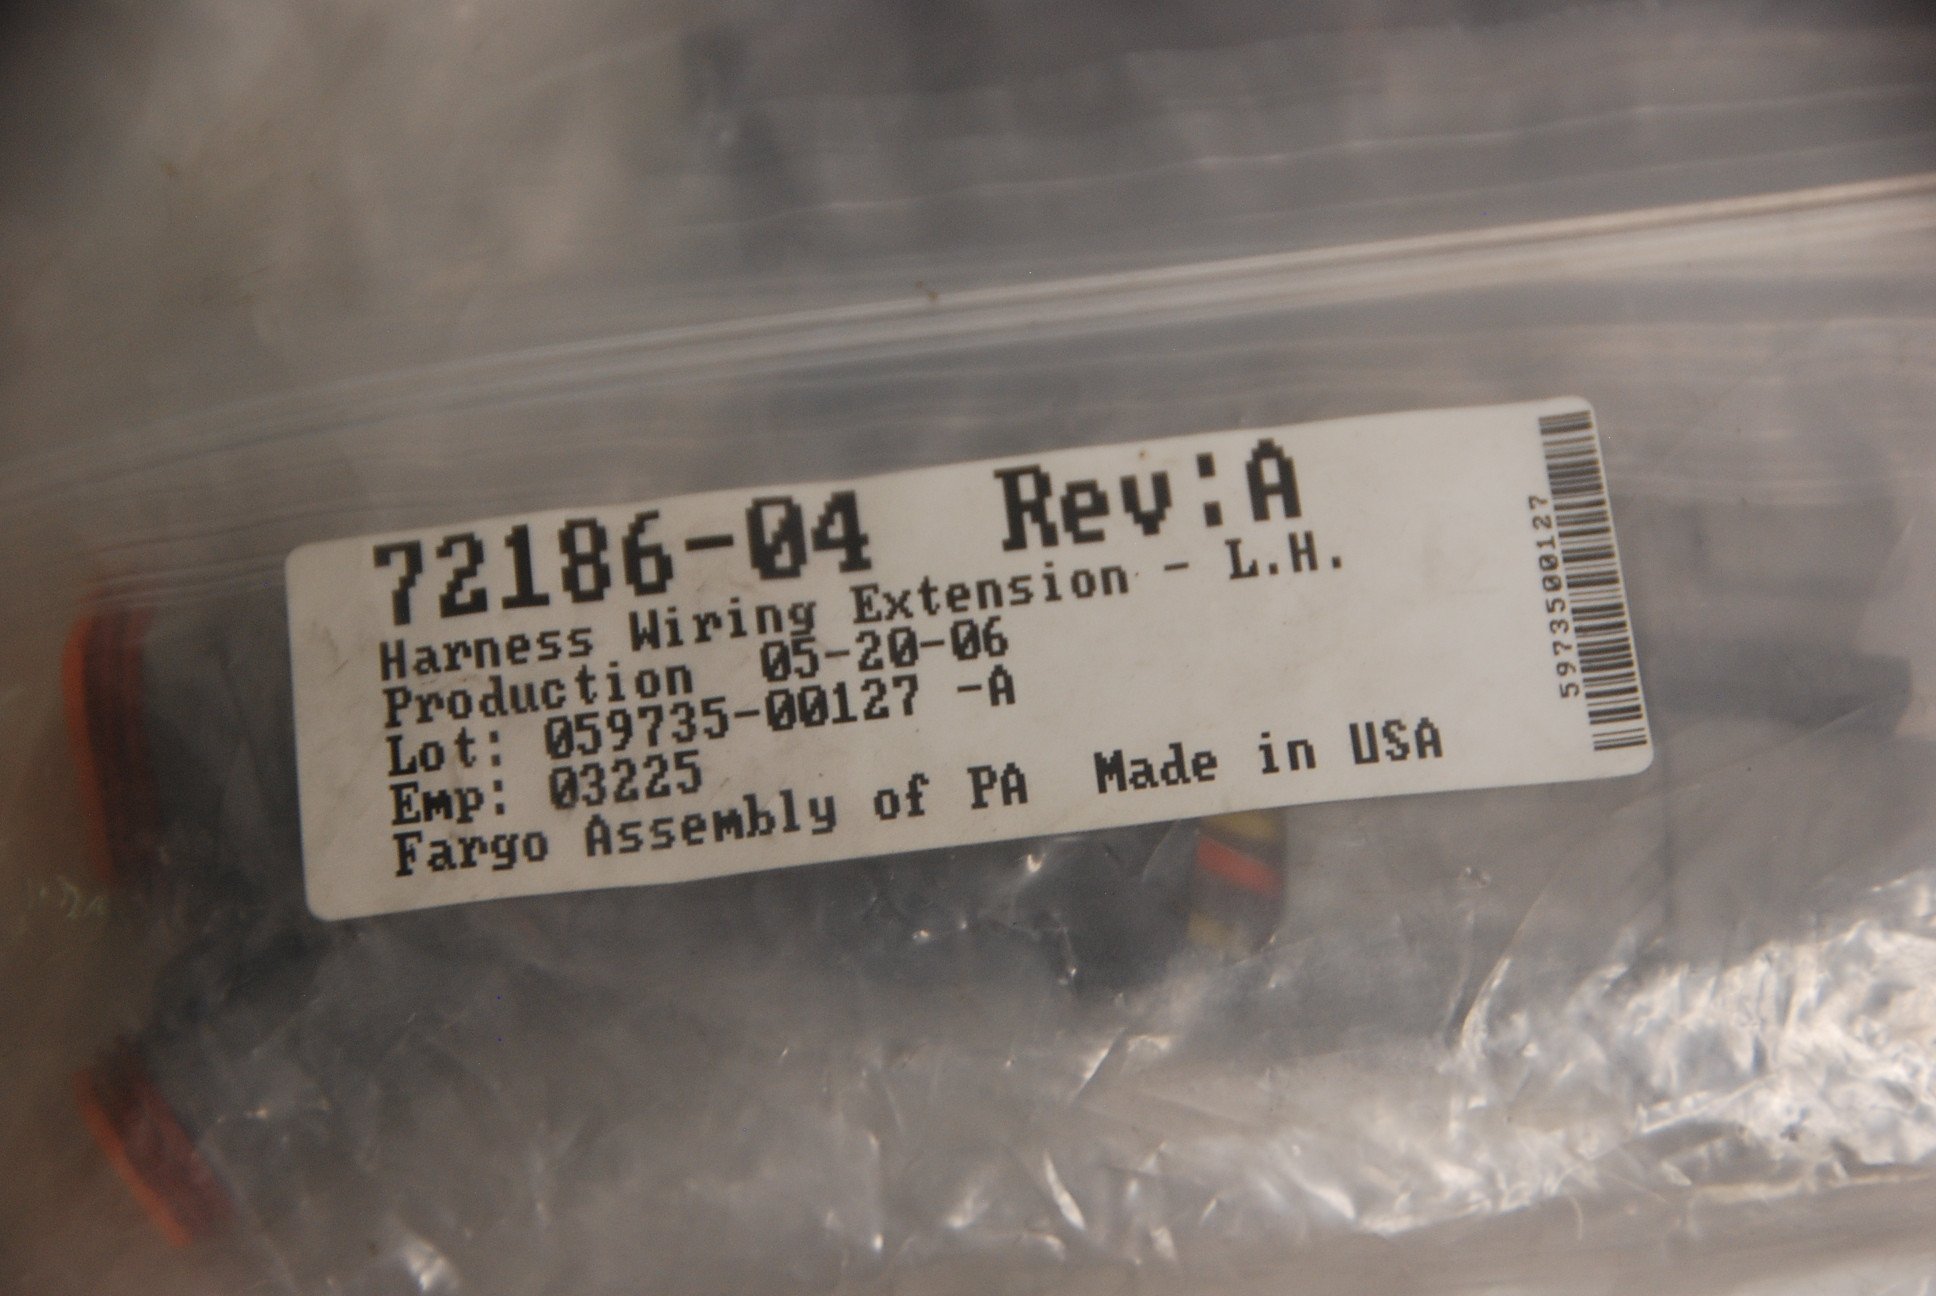 72186-04 Rev:A
Harness Wiring Extension - L.H.
Production 05-20-06
Lot: 059735-00127 -A
Emp: 03225
Fargo Assembly of PA Made in USA
5973500127